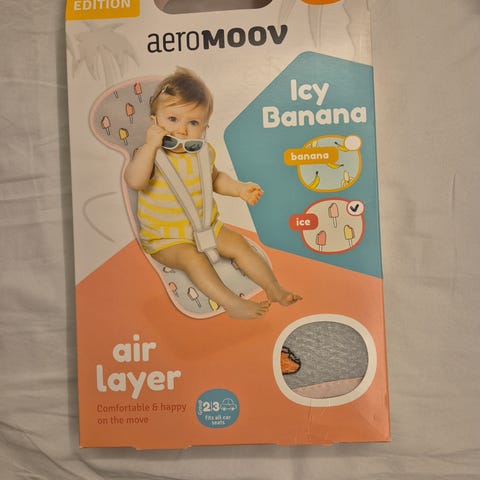 EDITION
aeroMOOV
Icy
Banana
banana
ice
air
layer
Comfortable & happy
on the move
Group
2|3
fits all car
seats